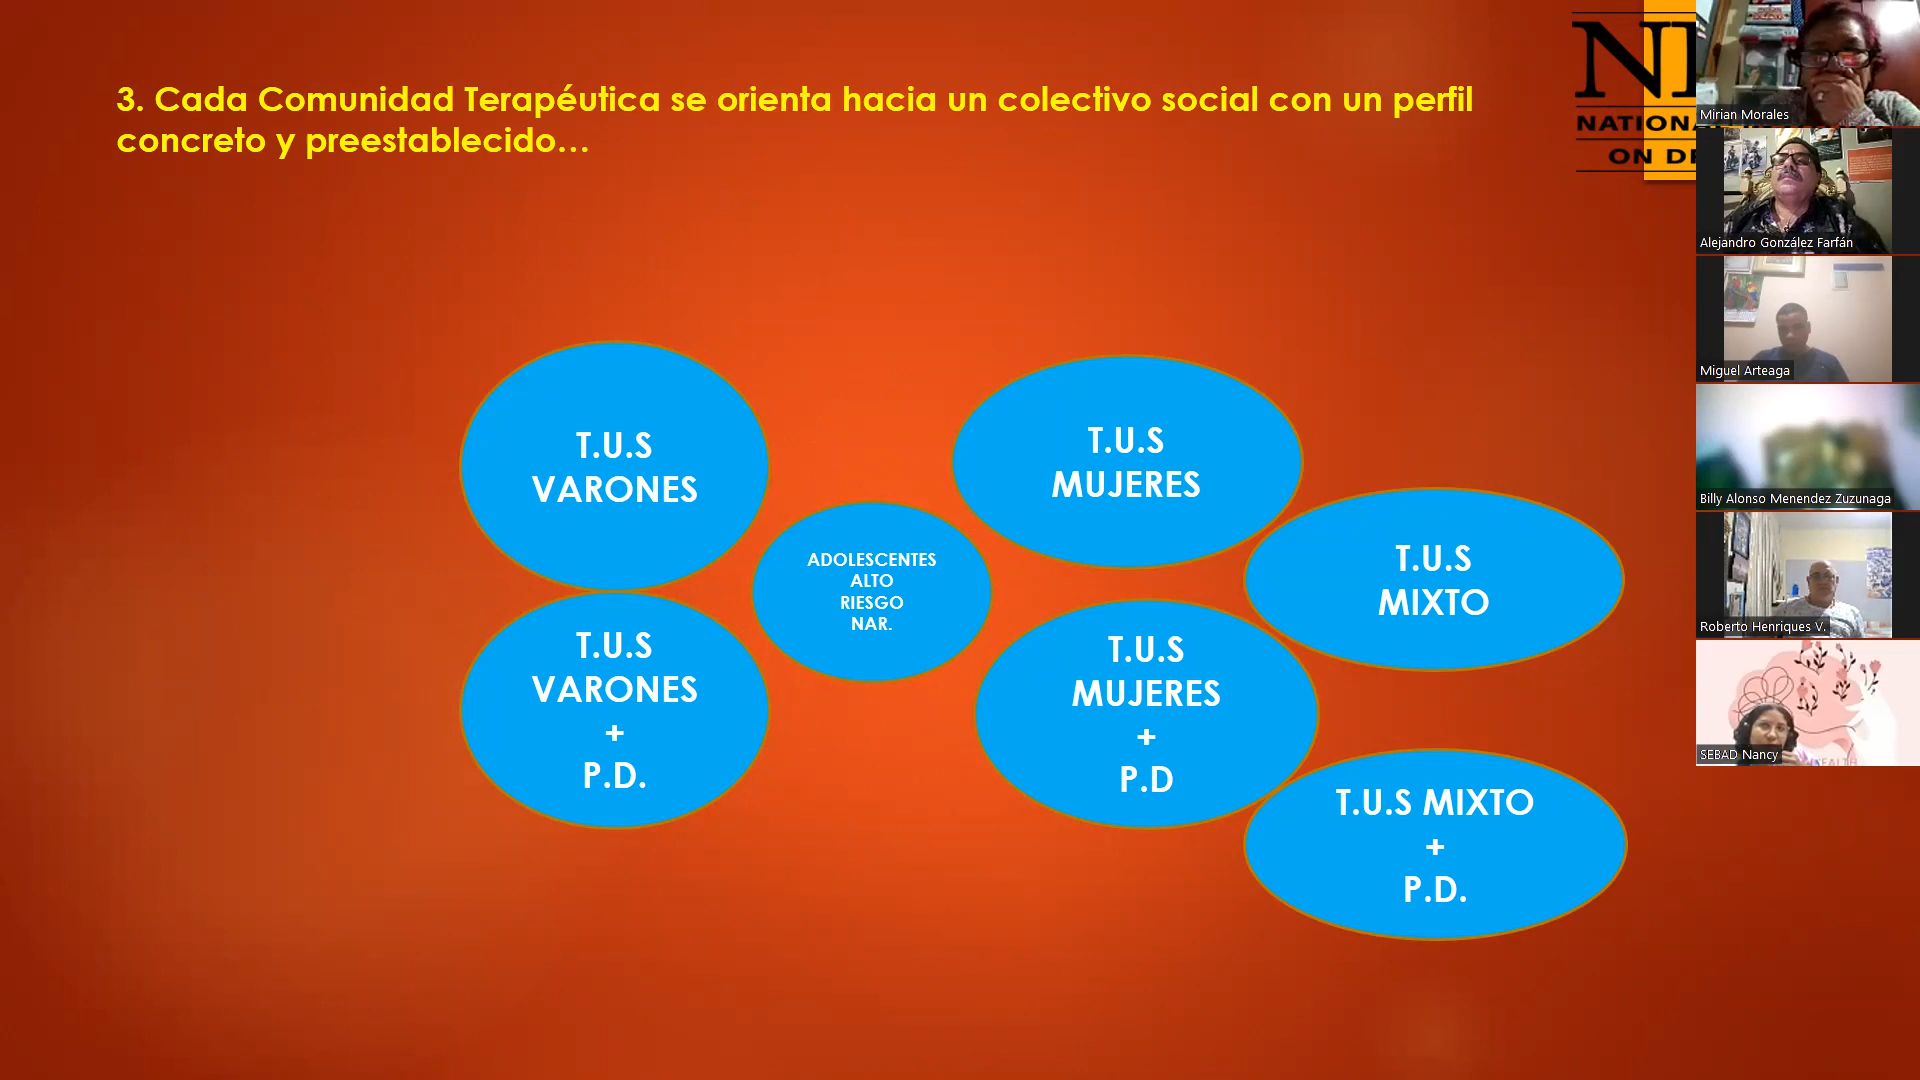 3. Cada Comunidad Terapéutica se orienta hacia un colectivo social con un perfil
concreto y preestablecido...
T.U.S
VARONES
T.U.S
MUJERES
ADOLESCENTES
ALTO
RIESGO
NAR.
T.U.S
MIXTO
T.U.S
VARONES
+
P.D.
T.U.S
MUJERES
+
P.D
T.U.S MIXTO
+
P.D.
NATION
ON
Mirian Morales
Alejandro González Farfán
Miguel Arteaga
Billy Alonso Menendez Zuzunaga
Roberto Henriques V.
SEBAD Nancy